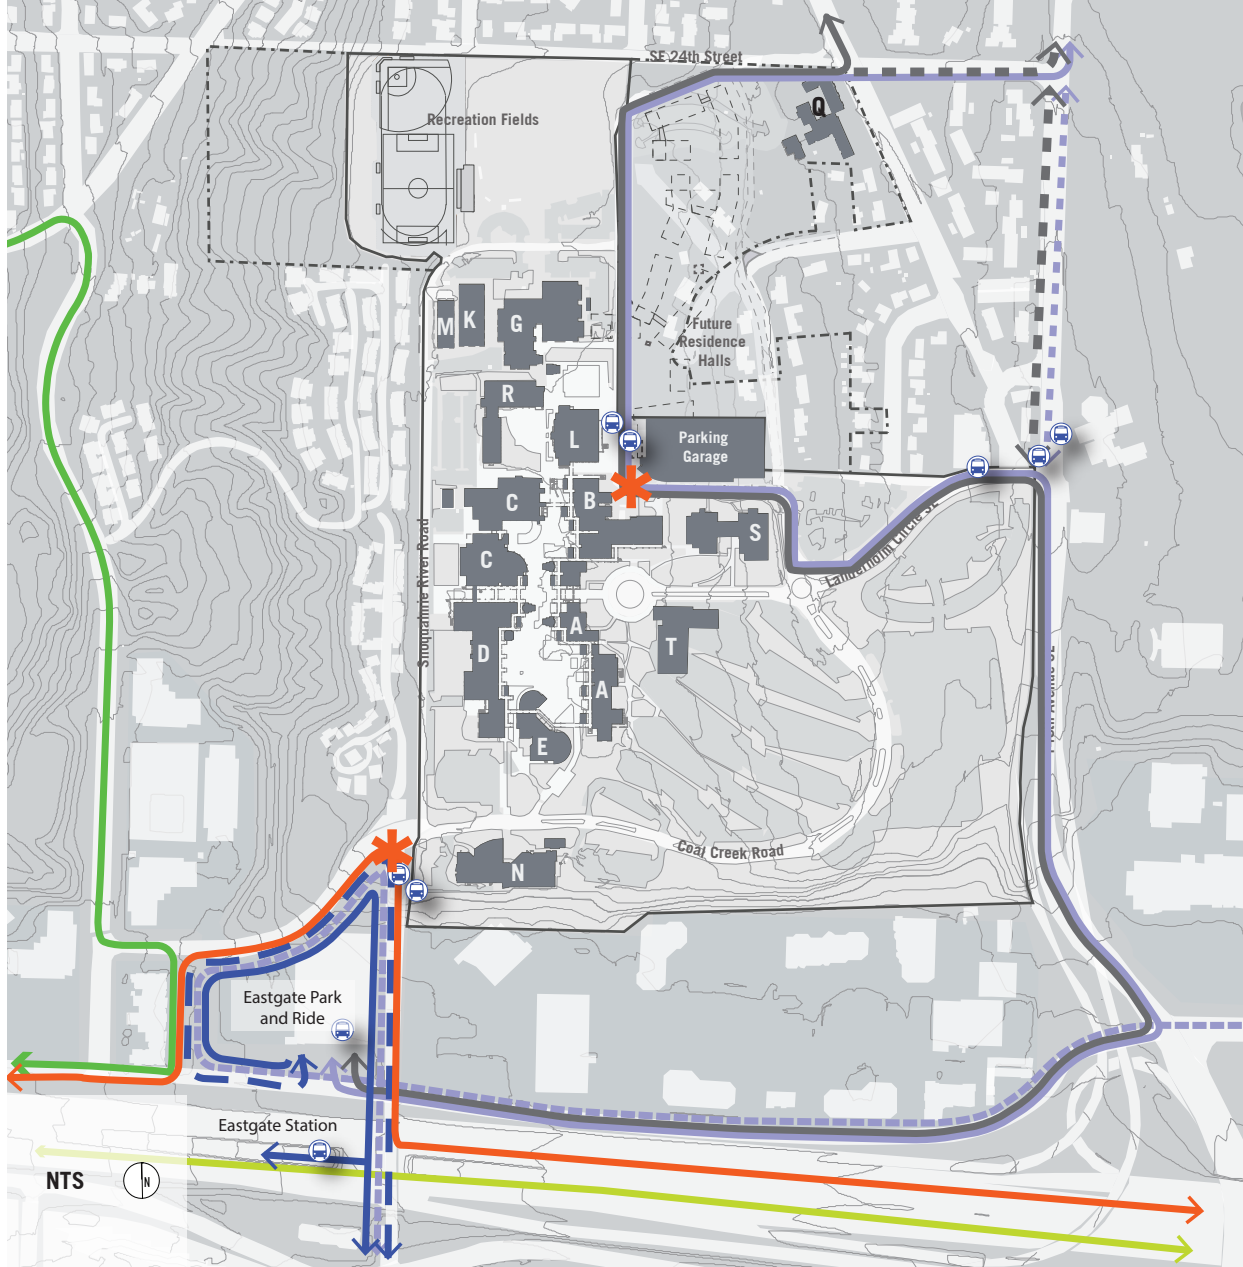 SE 24th Street
Q
Recreation Fields
M
K
G
Future
Residence
Halls
R
L
Parking
Garage
H
C
B
S
C
Landerholm Circle SE
Snoqualmie River Road
A
T
D
A
E
Coal Creek Road
N
Eastgate Park
and Ride
Eastgate Station
NTS
N